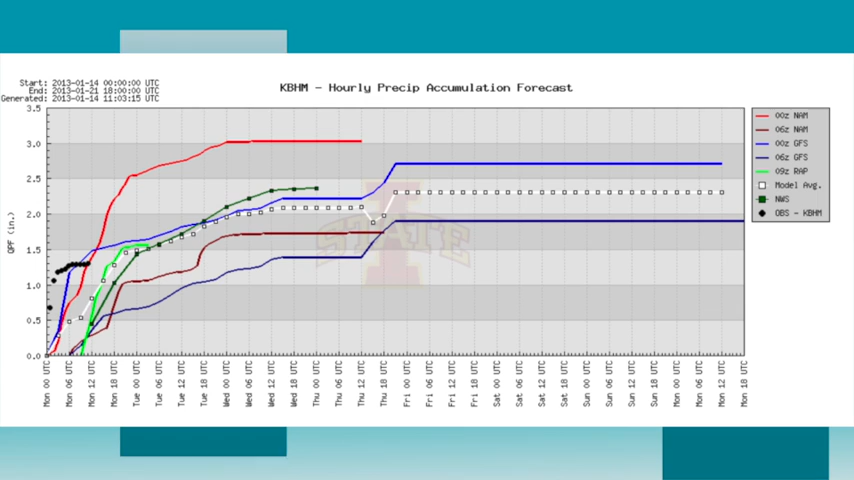 Start: 2013-01-14 00:00:00 UTC
End: 2013-01-21 18:00:00 UTC
Generated: 2013-01-14 11:03:15 UTC
KBHM - Hourly Precip Accumulation Forecast
3.5
3.0
2.5
2.0
1.5
1.0
0.5
0.0
QPF (in.)
00z NAM
06z NAM
00z GFS
06z GFS
09z RAP
Model Avg.
NWS
OBS - KBHM
STATE
Mon 00 UTC
Mon 06 UTC
Mon 12 UTC
Mon 18 UTC
Tue 00 UTC
Tue 06 UTC
Tue 12 UTC
Tue 18 UTC
Wed 00 UTC
Wed 06 UTC
Wed 12 UTC
Wed 18 UTC
Thu 00 UTC
Thu 06 UTC
Thu 12 UTC
Thu 18 UTC
Fri 00 UTC
Fri 06 UTC
Fri 12 UTC
Fri 18 UTC
Sat 00 UTC
Sat 06 UTC
Sat 12 UTC
Sat 18 UTC
Sun 00 UTC
Sun 06 UTC
Sun 12 UTC
Sun 18 UTC
Mon 00 UTC
Mon 06 UTC
Mon 12 UTC
Mon 18 UTC